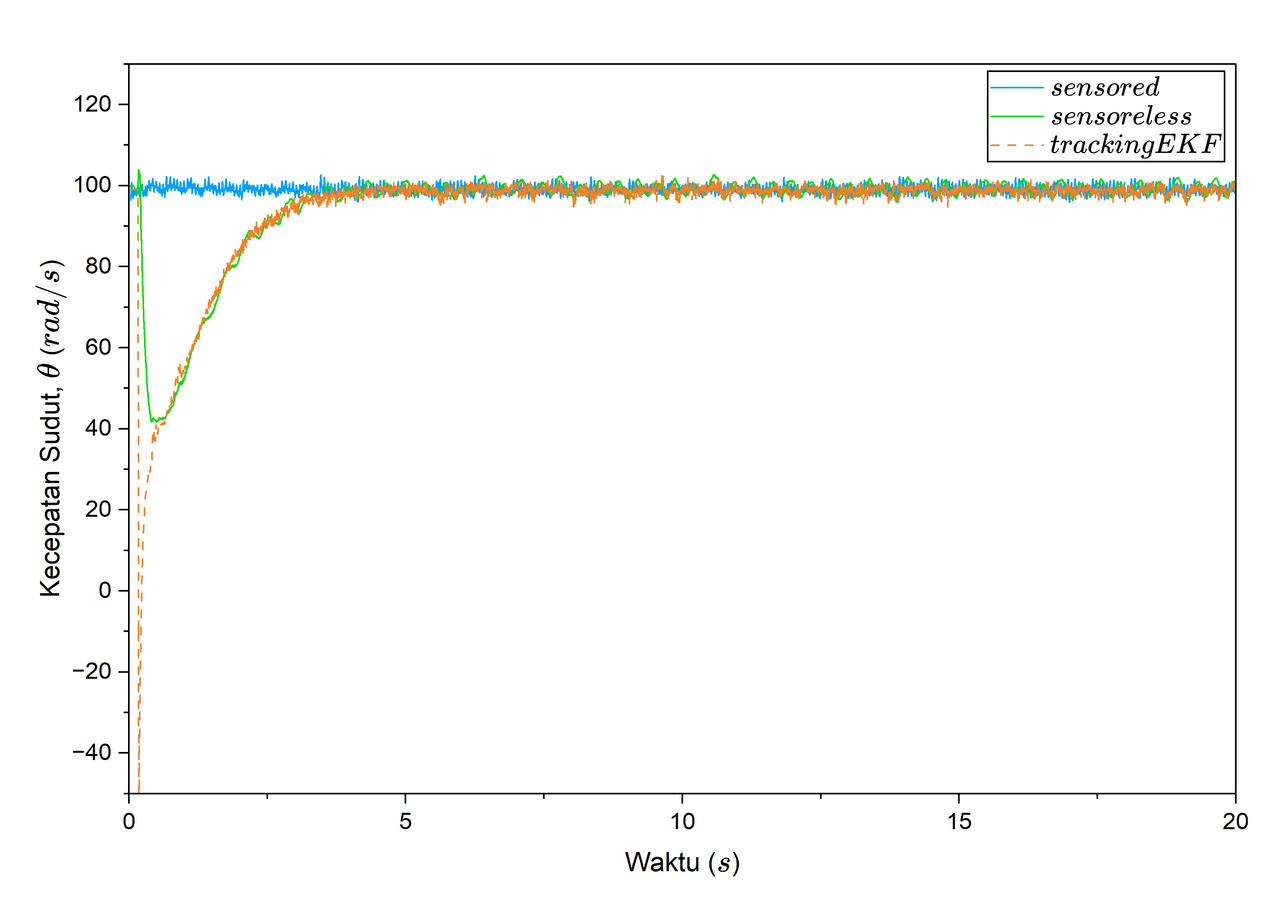 sensored
sensoreless
trackingEKF
120
100
80
60
40
20
0
−20
−40
Kecepatan Sudut, θ (rad/s)
0 5 10 15 20
Waktu (s)